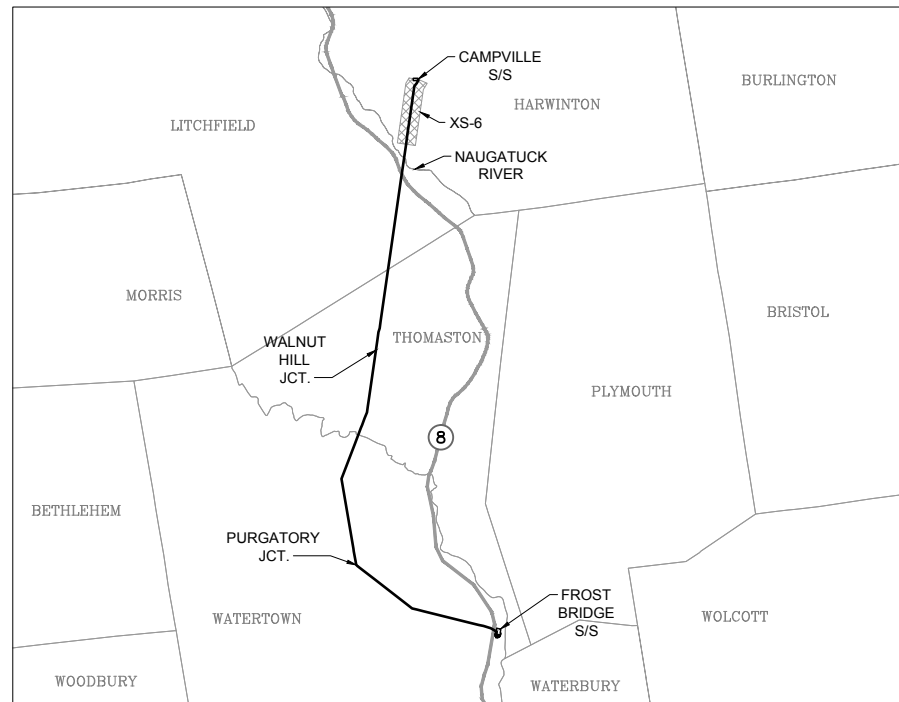 CAMPVILLE
S/S
BURLINGTON
HARWINTON
LITCHFIELD
XS-6
NAUGATUCK
RIVER
MORRIS
BRISTOL
WALNUT
HILL
JCT.
THOMASTON
PLYMOUTH
8
BETHLEHEM
PURGATORY
JCT.
FROST
BRIDGE
S/S
WATERTOWN
WOLCOTT
WOODBURY
WATERBURY